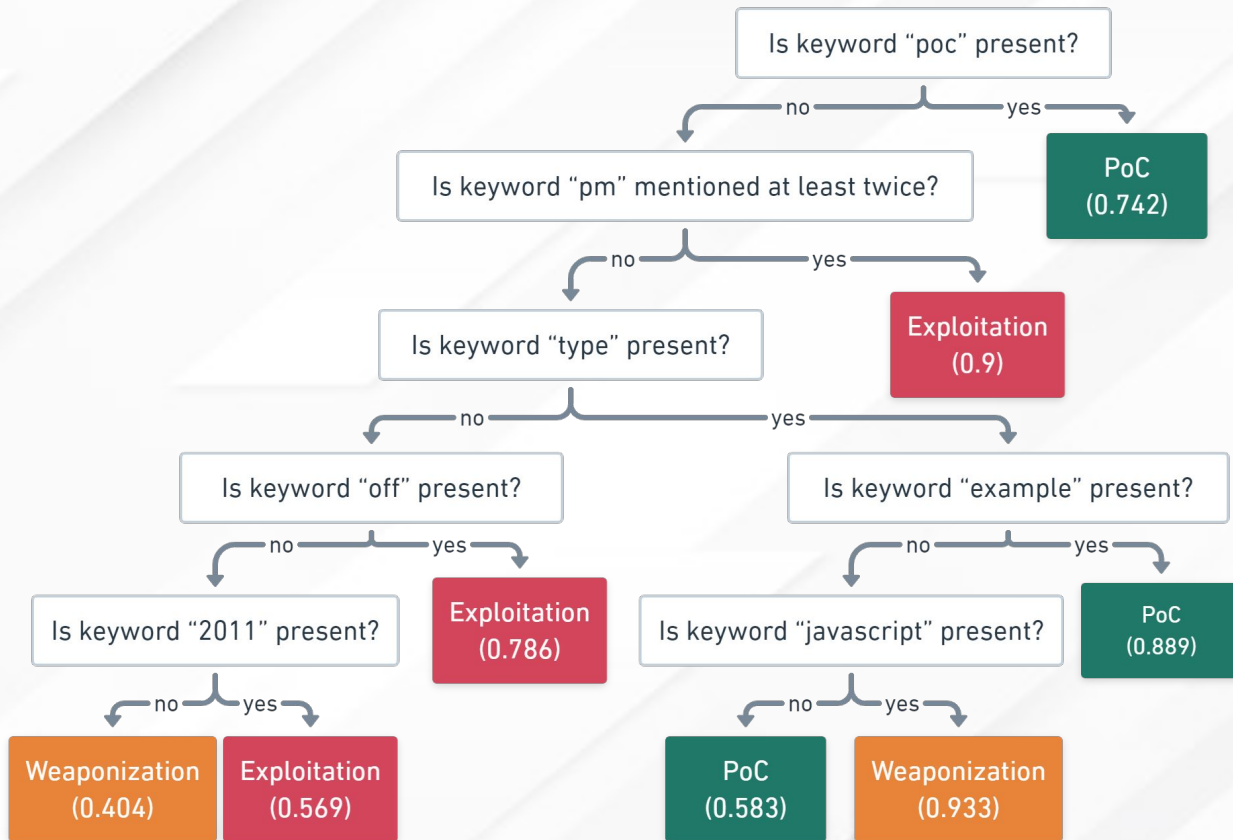 Is keyword “poc” present?
no
yes
PoC
(0.742)
Is keyword “pm” mentioned at least twice?
no
yes
Exploitation
(0.9)
Is keyword “type” present?
no
yes
Is keyword “off” present?
Is keyword “example” present?
no
yes
no
yes
Exploitation
(0.786)
PoC
(0.889)
Is keyword “2011” present?
Is keyword “javascript” present?
no
yes
no
yes
Weaponization
(0.404)
Exploitation
(0.569)
PoC
(0.583)
Weaponization
(0.933)